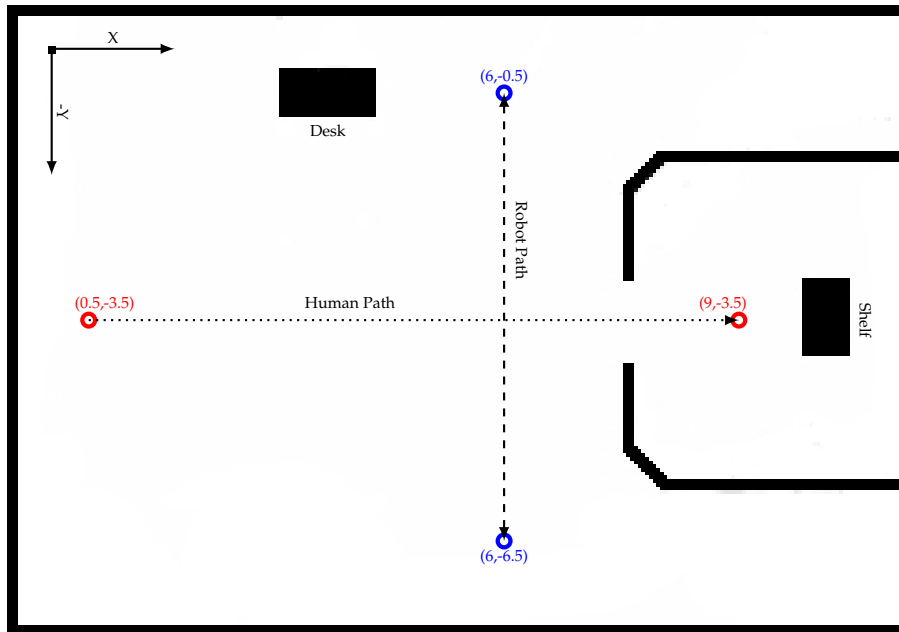 X
-Y
(6,-0.5)
Desk
Robot Path
(0.5,-3.5)
Human Path
(9,-3.5)
Shelf
(6,-6.5)